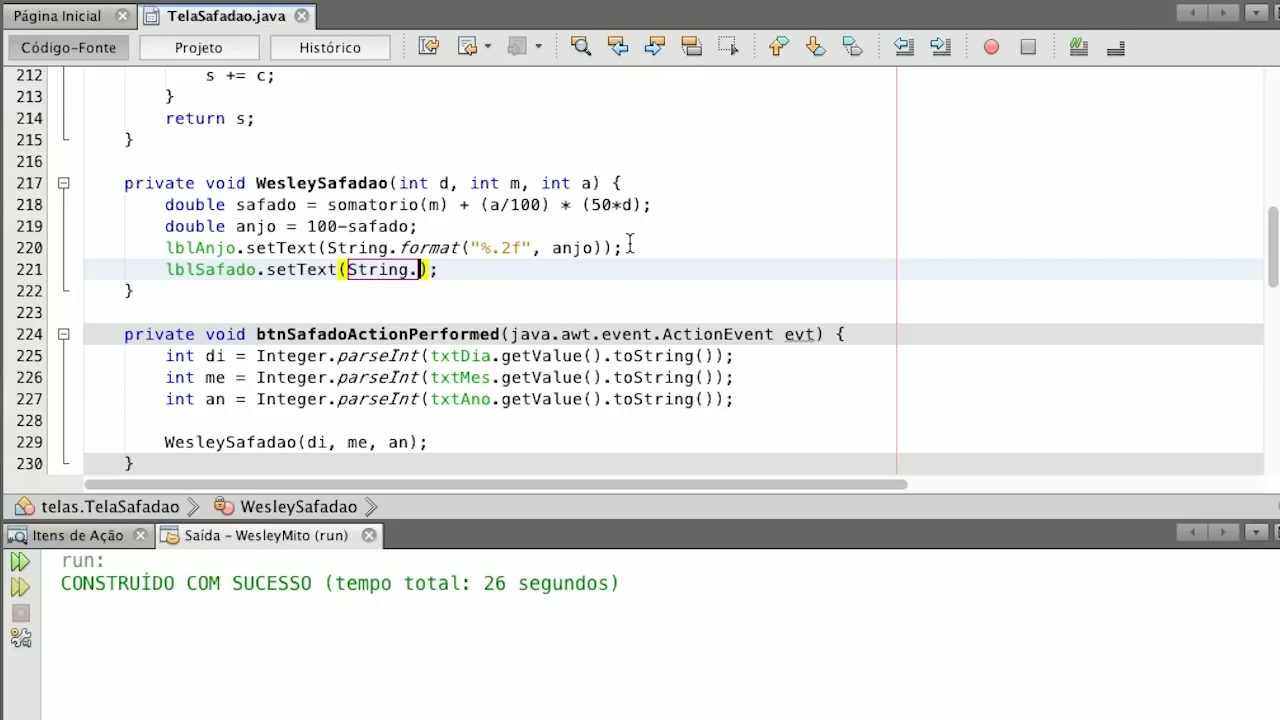 Página Inicial
TelaSafadao.java
Código-Fonte
Projeto
Histórico
212 s += c;
213 }
214 return s;
215 }
216
217 private void WesleySafadao(int d, int m, int a) {
218 double safado = somatorio(m) + (a/100) * (50*d);
219 double anjo = 100-safado;
220 lblAnjo.setText(String.format("%.2f", anjo));
221 lblSafado.setText(String.);
222 }
223
224 private void btnSafadoActionPerformed(java.awt.event.ActionEvent evt) {
225 int di = Integer.parseInt(txtDia.getValue().toString());
226 int me = Integer.parseInt(txtMes.getValue().toString());
227 int an = Integer.parseInt(txtAno.getValue().toString());
228
229 WesleySafadao(di, me, an);
230 }
telas.TelaSafadao
WesleySafadao
Itens de Ação
Saída – WesleyMito (run)
run:
CONSTRUÍDO COM SUCESSO (tempo total: 26 segundos)